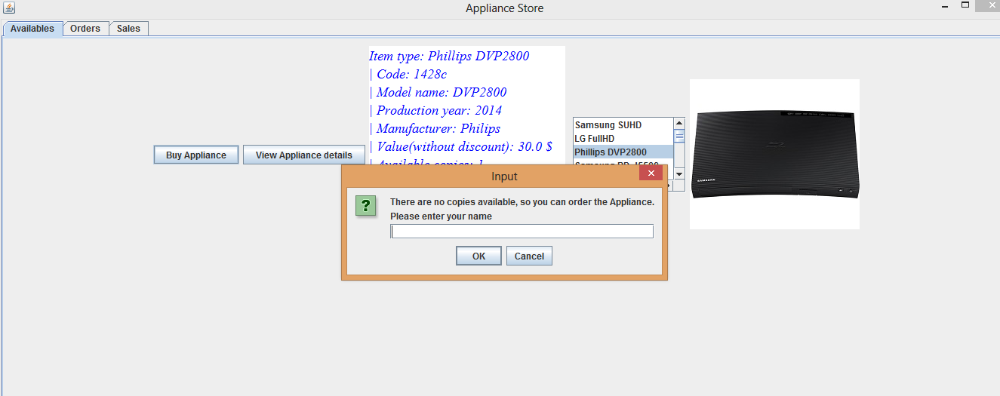 Appliance Store
Availables Orders Sales
Item type: Phillips DVP2800
| Code: 1428c
| Model name: DVP2800
| Production year: 2014
| Manufacturer: Philips
| Value(without discount): 30.0 $
| Available copies: 1
Buy Appliance
View Appliance details
Samsung SUHD
LG FullHD
Phillips DVP2800
SAMSUNG
Input
?
There are no copies available, so you can order the Appliance.
Please enter your name
OK Cancel